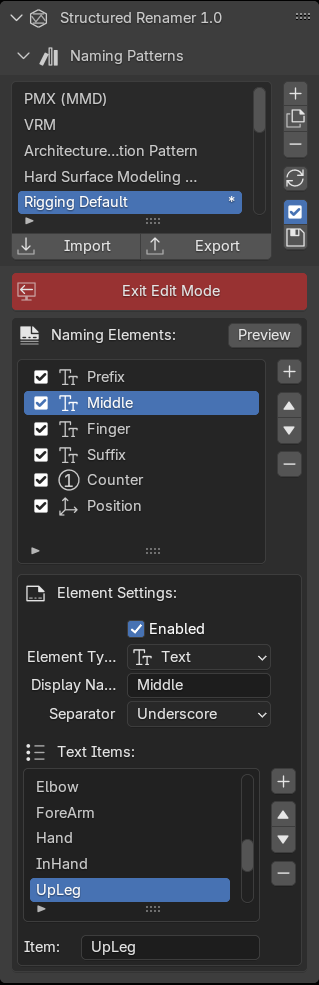 Structured Renamer 1.0
Naming Patterns
PMX (MMD)
VRM
Architecture...tion Pattern
Hard Surface Modeling ...
Rigging Default *
Import Export
Exit Edit Mode
Naming Elements: Preview
Prefix
Middle
Finger
Suffix
1 Counter
Position
Element Settings:
Enabled
Element Ty... Text
Display Na... Middle
Separator Underscore
Text Items:
Elbow
ForeArm
Hand
InHand
UpLeg
Item: UpLeg